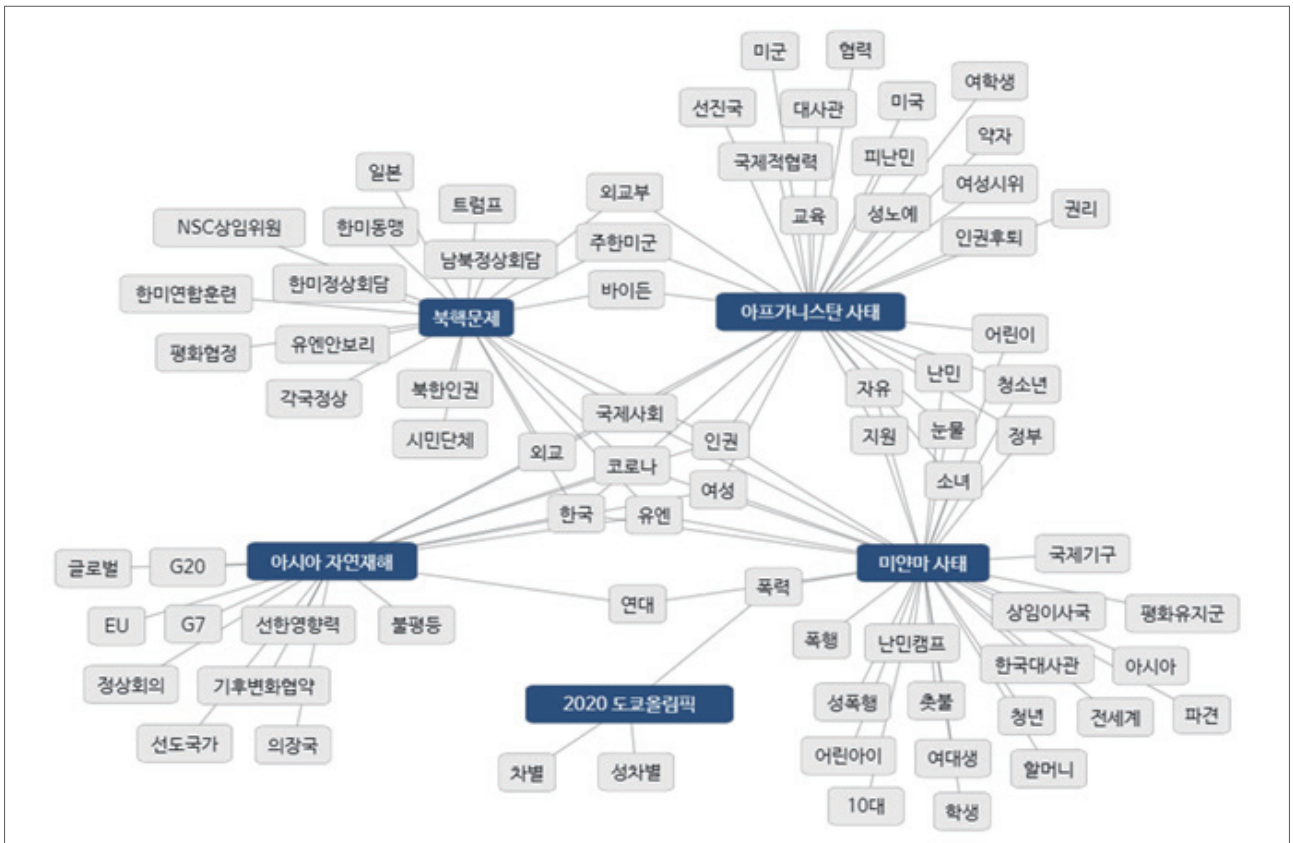 미군
협력
여학생
선진국
대사관
미국
약자
국제적협력
피난민
여성시위
일본
외교부
교육
성노예
권리
트럼프
NSC상임위원
한미동맹
주한미군
인권후퇴
남북정상회담
한미정상회담
한미연합훈련
바이든
북핵문제
아프가니스탄 사태
어린이
평화협정
유엔안보리
난민
청소년
각국정상
북한인권
자유
국제사회
눈물
시민단체
외교
인권
지원
정부
코로나
여성
소녀
한국
유엔
글로벌
G20
아시아 자연재해
미얀마 사태
국제기구
연대
폭력
EU
G7
선한영향력
불평등
상임이사국
평화유지군
폭행
난민캠프
정상회의
기후변화협약
한국대사관
아시아
2020 도쿄올림픽
성폭행
촛불
청년
전세계
파견
선도국가
의장국
차별
성차별
어린아이
여대생
할머니
10대
학생